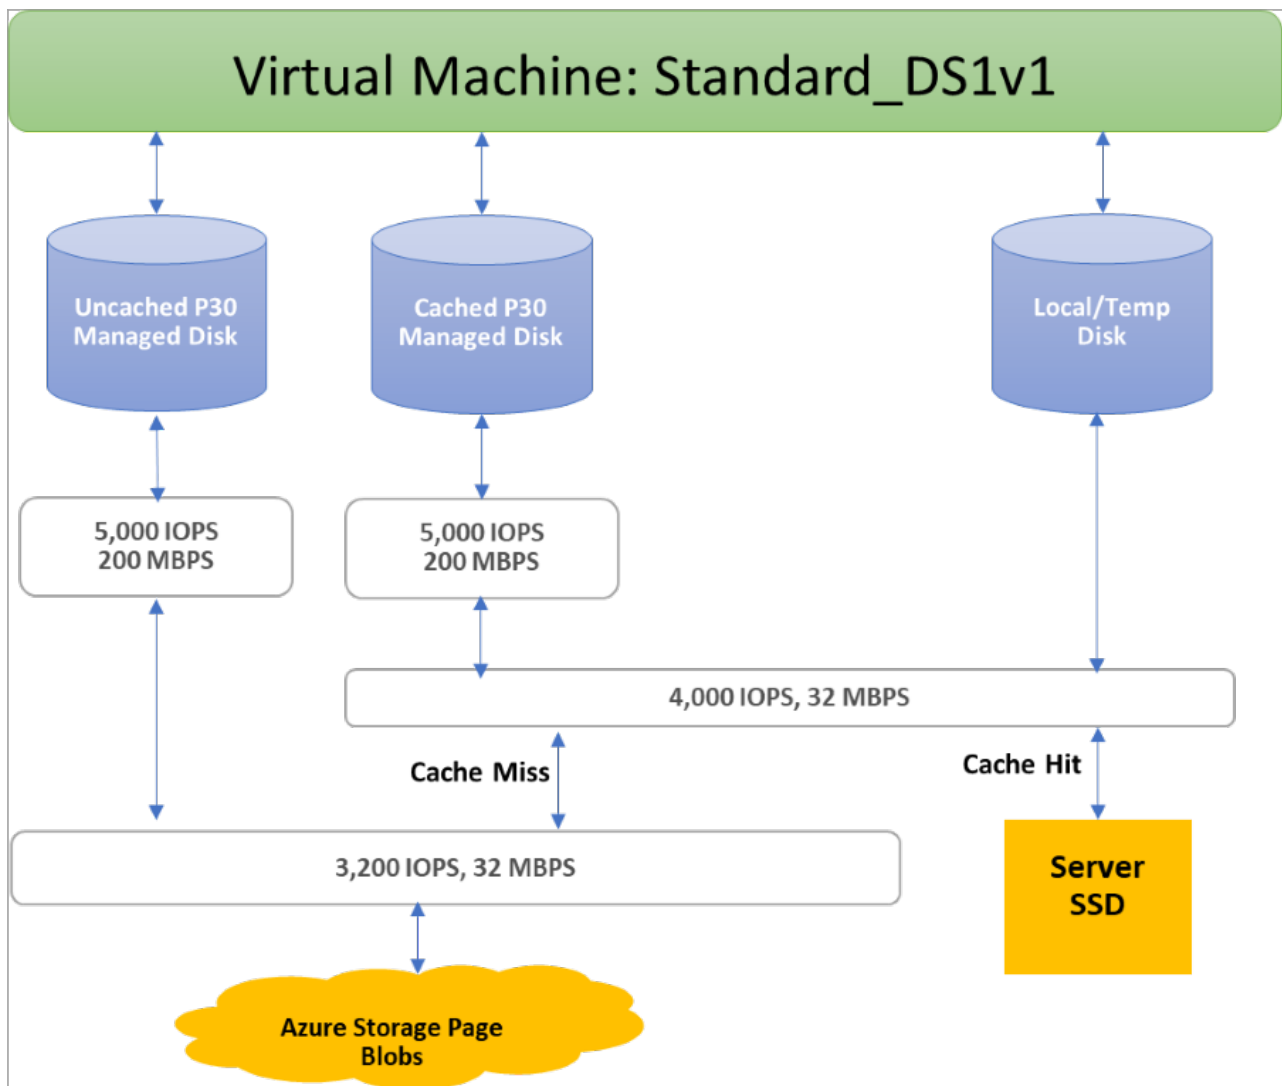 Virtual Machine: Standard_DS1v1
Uncached P30
Managed Disk
Cached P30
Managed Disk
Local/Temp
Disk
5,000 IOPS
200 MBPS
5,000 IOPS
200 MBPS
4,000 IOPS, 32 MBPS
Cache Miss
Cache Hit
3,200 IOPS, 32 MBPS
Server
SSD
Azure Storage Page
Blobs